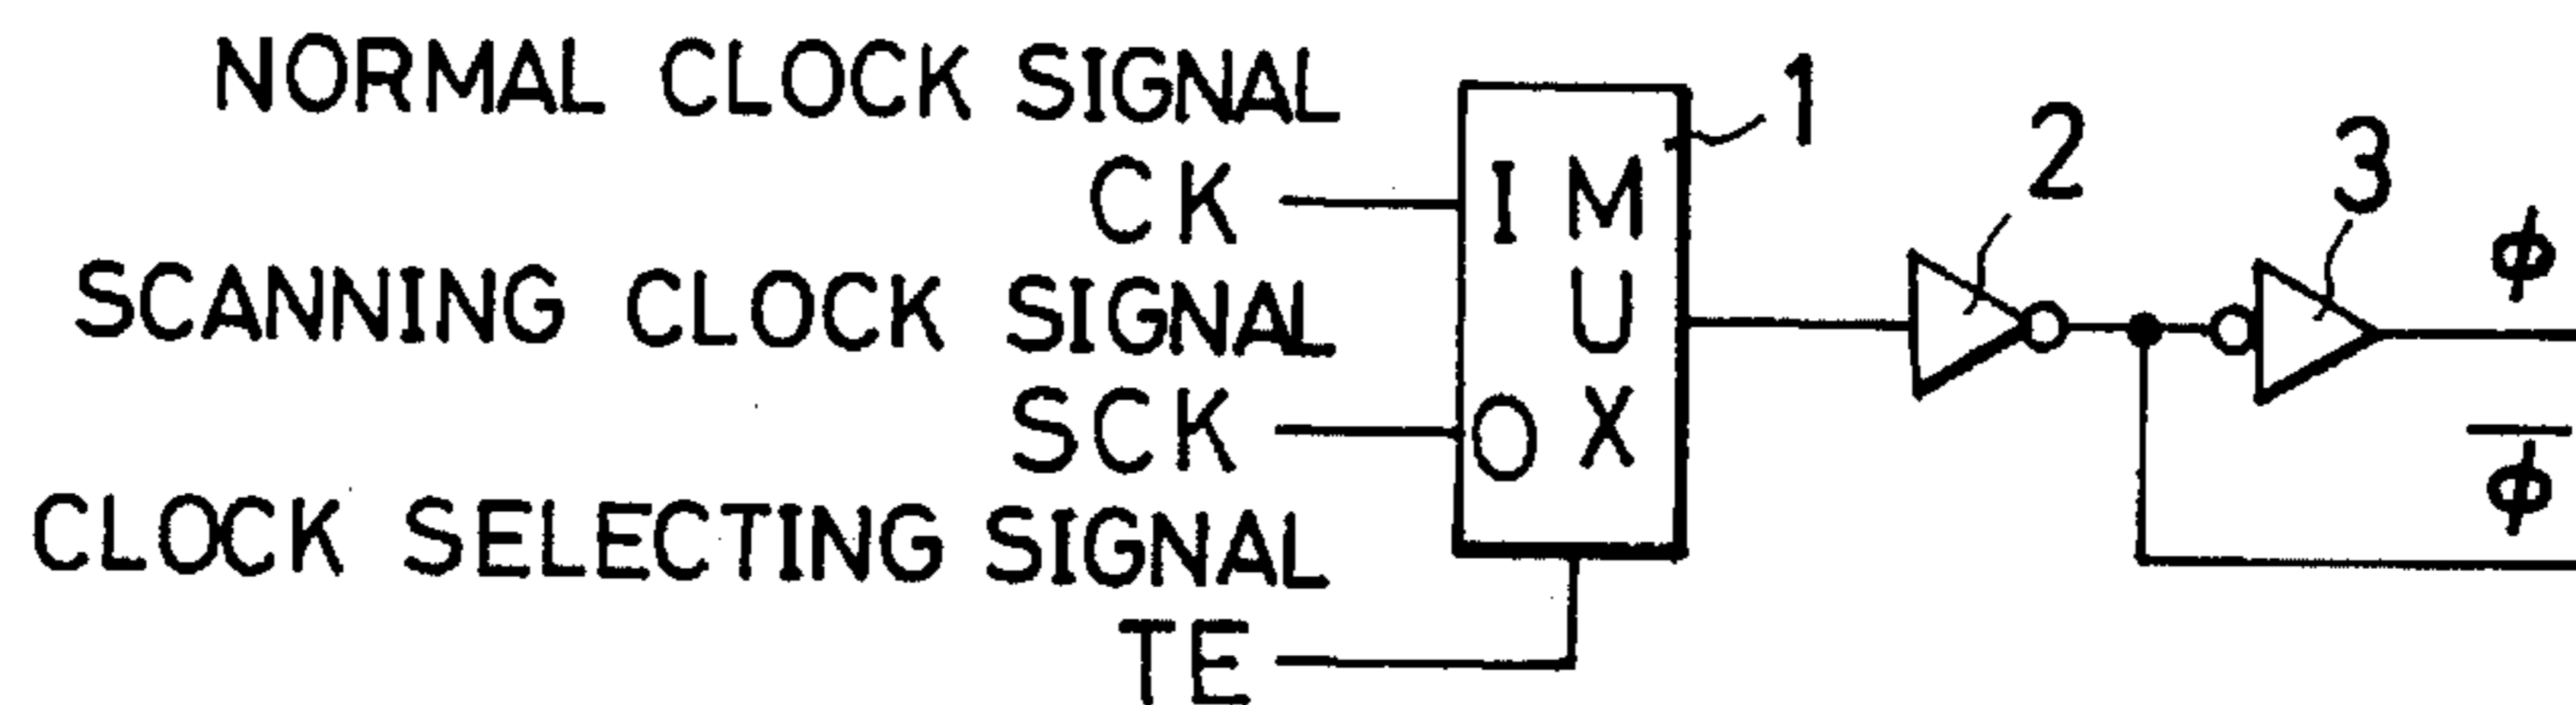 NORMAL CLOCK SIGNAL
CK
SCANNING CLOCK SIGNAL
SCK
CLOCK SELECTING SIGNAL
TE
I M
U
O X
1
2
3
ϕ
ϕ̅